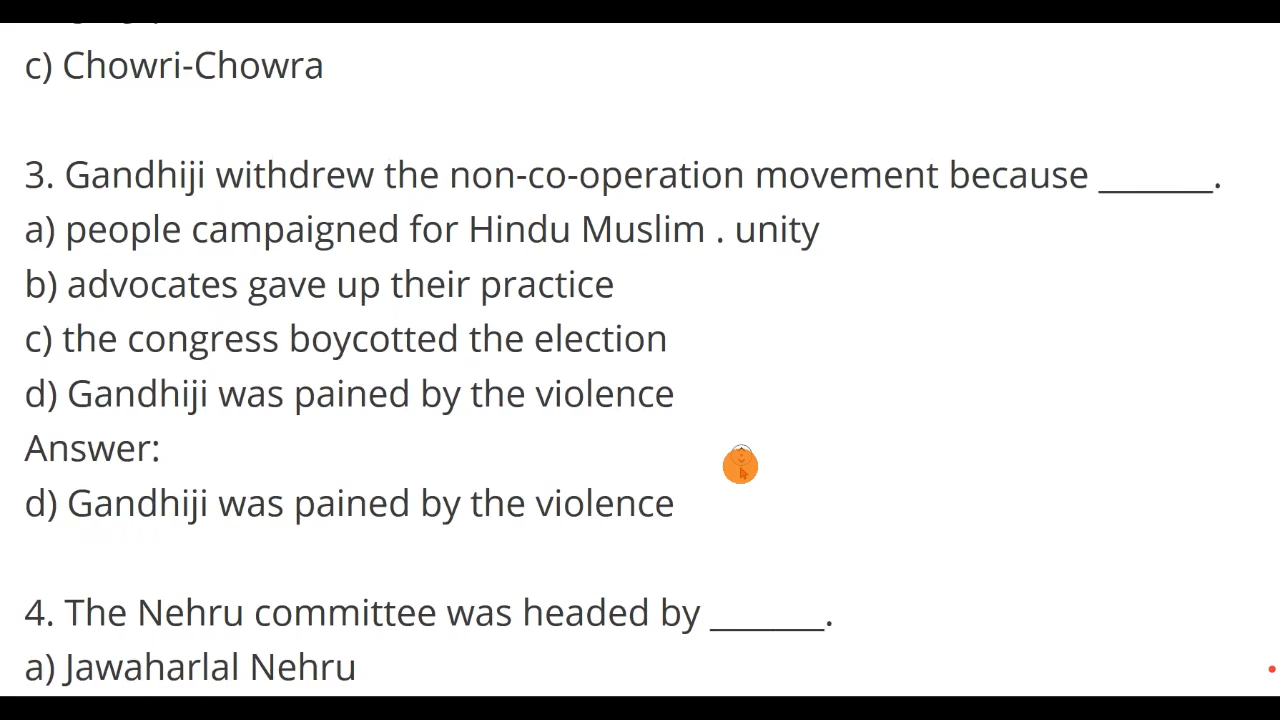 c) Chowri-Chowra
3. Gandhiji withdrew the non-co-operation movement because ______.
a) people campaigned for Hindu Muslim . unity
b) advocates gave up their practice
c) the congress boycotted the election
d) Gandhiji was pained by the violence
Answer:
d) Gandhiji was pained by the violence
4. The Nehru committee was headed by ______.
a) Jawaharlal Nehru